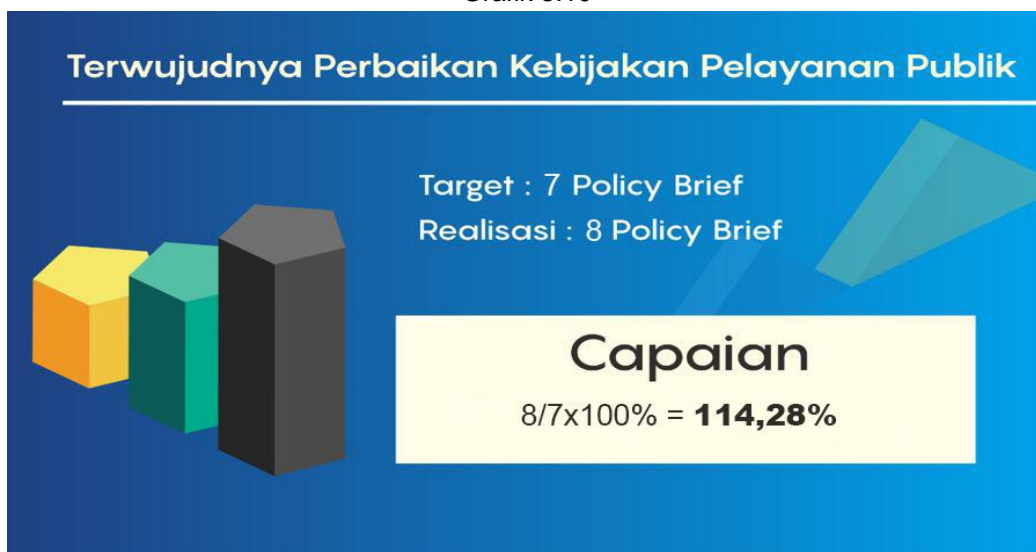 Terwujudnya Perbaikan Kebijakan Pelayanan Publik
Target : 7 Policy Brief
Realisasi : 8 Policy Brief
Capaian
8/7x100% = 114,28%